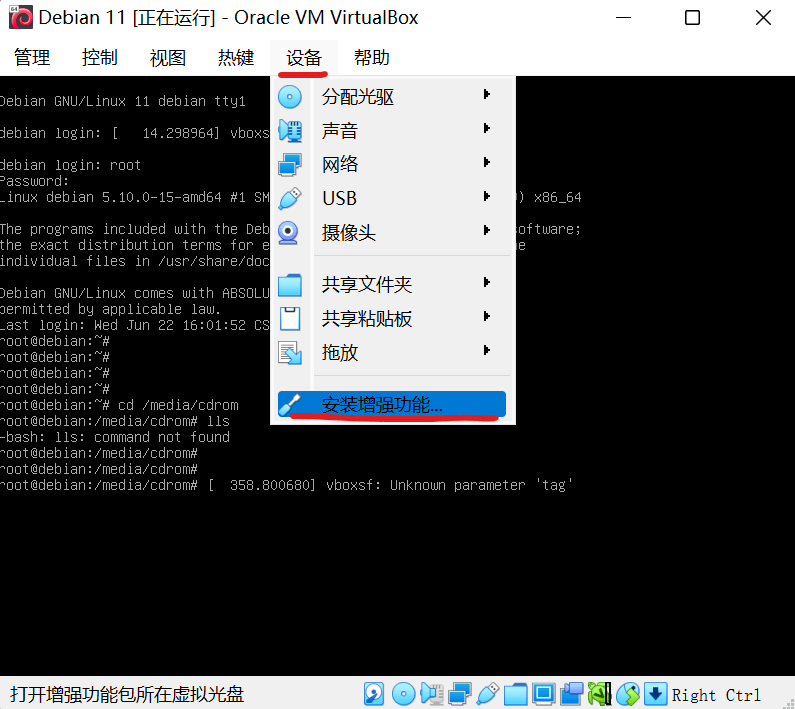 Debian 11 [正在运行] - Oracle VM VirtualBox
管理 控制 视图 热键 设备 帮助
Debian GNU/Linux 11 debian tty1
debian login: [   14.298964] vboxs
debian login: root
Password:
Linux debian 5.10.0-15-amd64 #1 SM ) x86_64
The programs included with the Deb oftware;
the exact distribution terms for e e
individual files in /usr/share/doc
Debian GNU/Linux comes with ABSOLU
permitted by applicable law.
Last login: Wed Jun 22 16:01:52 CS
root@debian:~#
root@debian:~#
root@debian:~#
root@debian:~#
root@debian:~# cd /media/cdrom
root@debian:/media/cdrom# lls
-bash: lls: command not found
root@debian:/media/cdrom#
root@debian:/media/cdrom#
root@debian:/media/cdrom# [  358.800680] vboxsf: Unknown parameter 'tag'
分配光驱
声音
网络
USB
摄像头
共享文件夹
共享粘贴板
拖放
安装增强功能...
打开增强功能包所在虚拟光盘
Right Ctrl